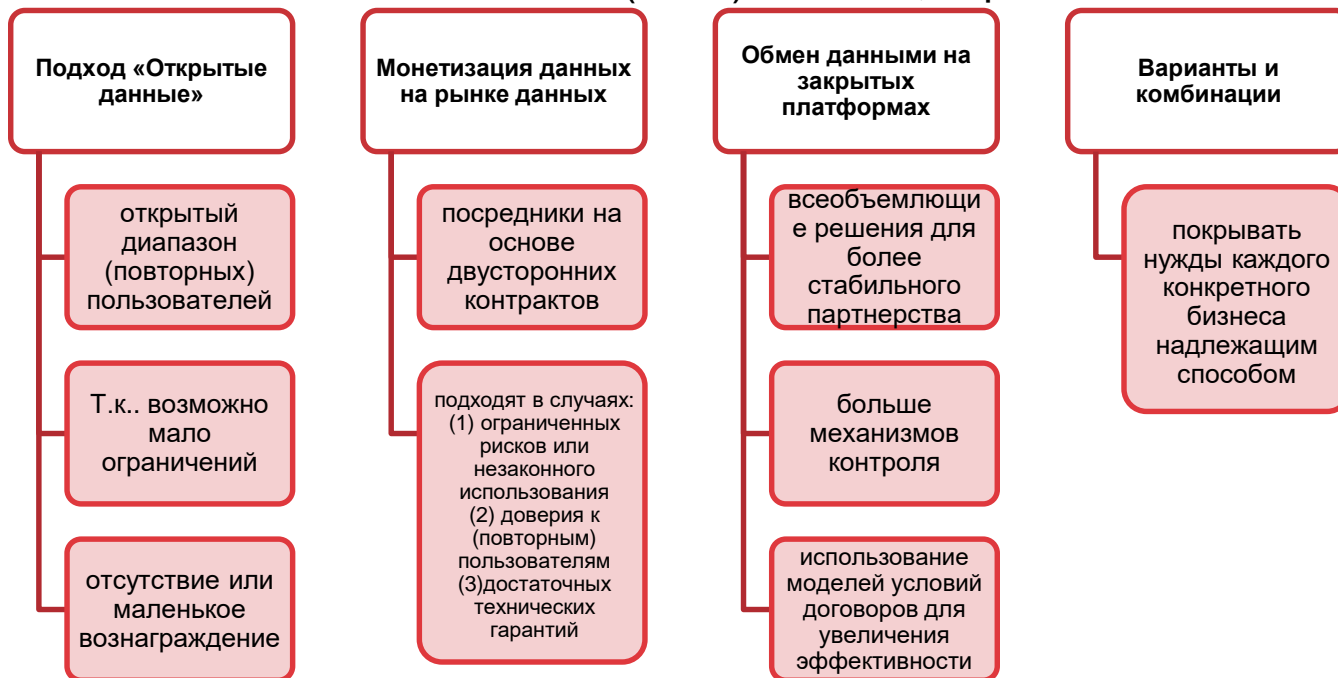 Подход «Открытые
данные»
открытый
диапазон
(повторных)
пользователей
Т.к.. возможно
мало
ограничений
отсутствие или
маленькое
вознаграждение
Монетизация данных
на рынке данных
посредники на
основе
двусторонних
контрактов
подходят в случаях:
(1) ограниченных
рисков или
незаконного
использования
(2) доверия к
(повторным)
пользователям
(3)достаточных
технических
гарантий
Обмен данными на
закрытых
платформах
всеобъемлющи
е решения для
более
стабильного
партнерства
больше
механизмов
контроля
использование
моделей условий
договоров для
увеличения
эффективности
Варианты и
комбинации
покрывать
нужды каждого
конкретного
бизнеса
надлежащим
способом